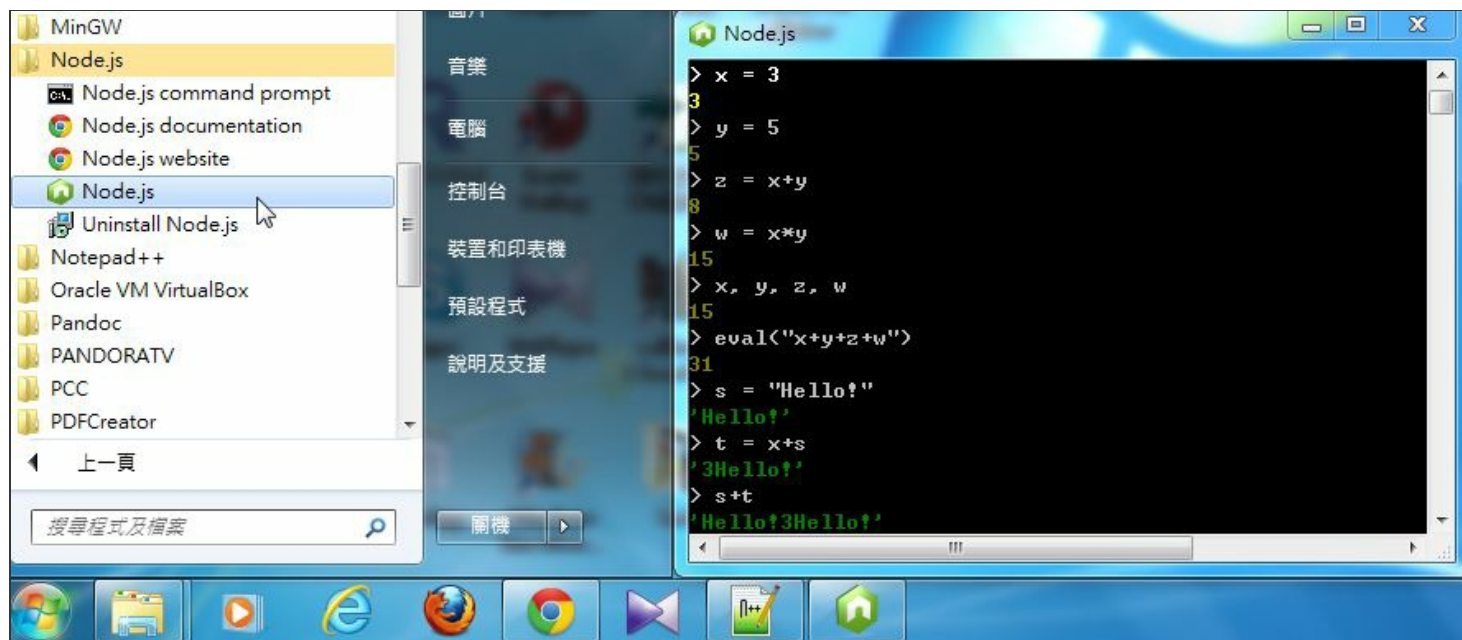 MinGW
Node.js
Node.js command prompt
Node.js documentation
Node.js website
Node.js
Uninstall Node.js
Notepad++
Oracle VM VirtualBox
Pandoc
PANDORATV
PCC
PDFCreator
上一頁
搜尋程式及檔案
音樂
電腦
控制台
裝置和印表機
預設程式
說明及支援
關機
Node.js
> x = 3
3
> y = 5
5
> z = x+y
8
> w = x*y
15
> x, y, z, w
15
> eval("x+y+z+w")
31
> s = "Hello!"
'Hello!'
> t = x+s
'3Hello!'
> s+t
'Hello!3Hello!'